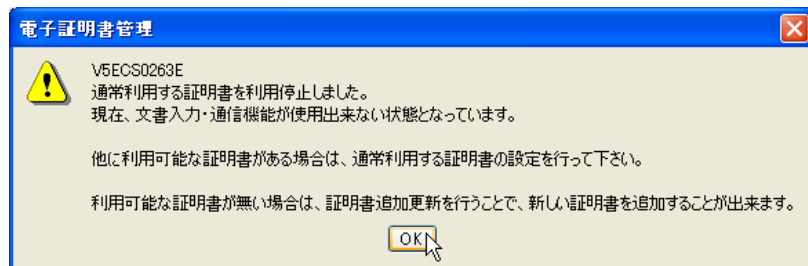 電子証明書管理
V5ECS0263E
通常利用する証明書を利用停止しました。
現在、文書入力・通信機能が使用出来ない状態となっています。
他に利用可能な証明書がある場合は、通常利用する証明書の設定を行って下さい。
利用可能な証明書が無い場合は、証明書追加更新を行うことで、新しい証明書を追加することが出来ます。
OK